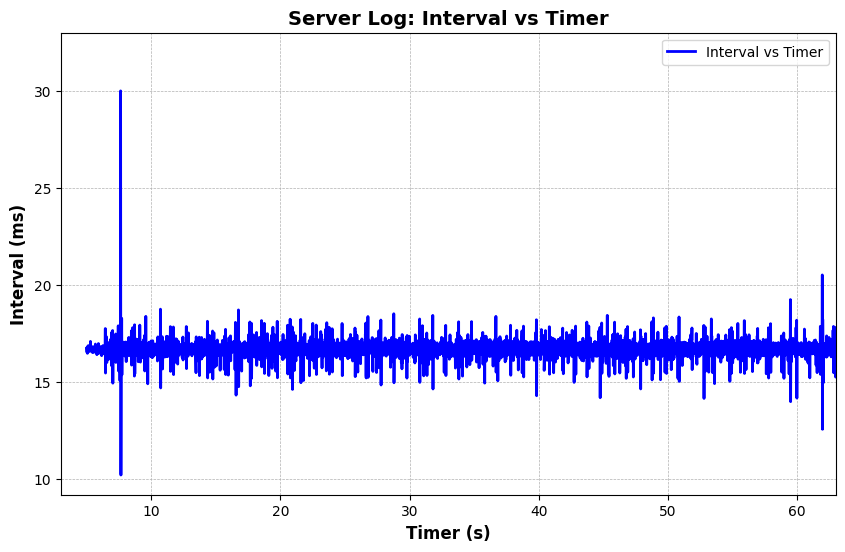 Server Log: Interval vs Timer
Interval vs Timer
30
25
20
15
10
Interval (ms)
10 20 30 40 50 60
Timer (s)